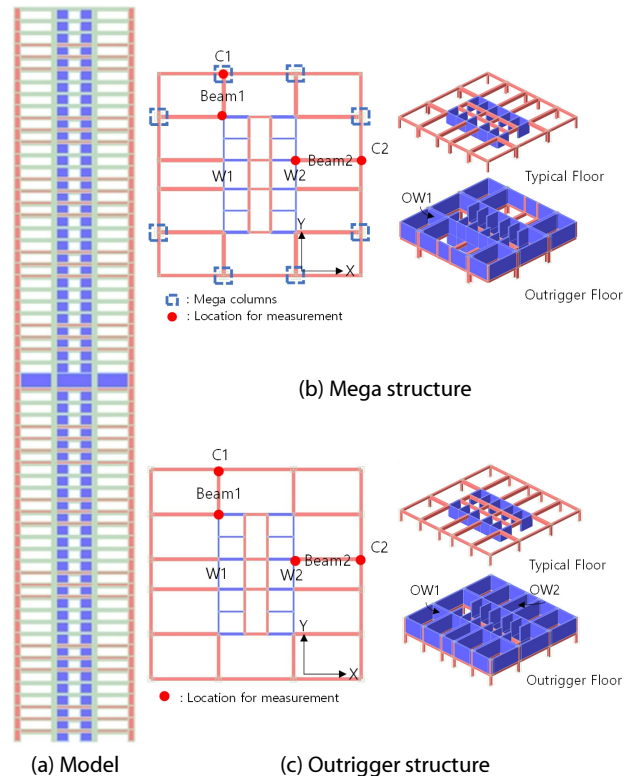 C1
Beam1
C2
Beam2
W1
W2
Y
X
: Mega columns
: Location for measurement
Typical Floor
OW1
Outrigger Floor
(b) Mega structure
C1
Beam1
C2
Beam2
W1
W2
Y
X
: Location for measurement
Typical Floor
OW1
OW2
Outrigger Floor
(a) Model
(c) Outrigger structure